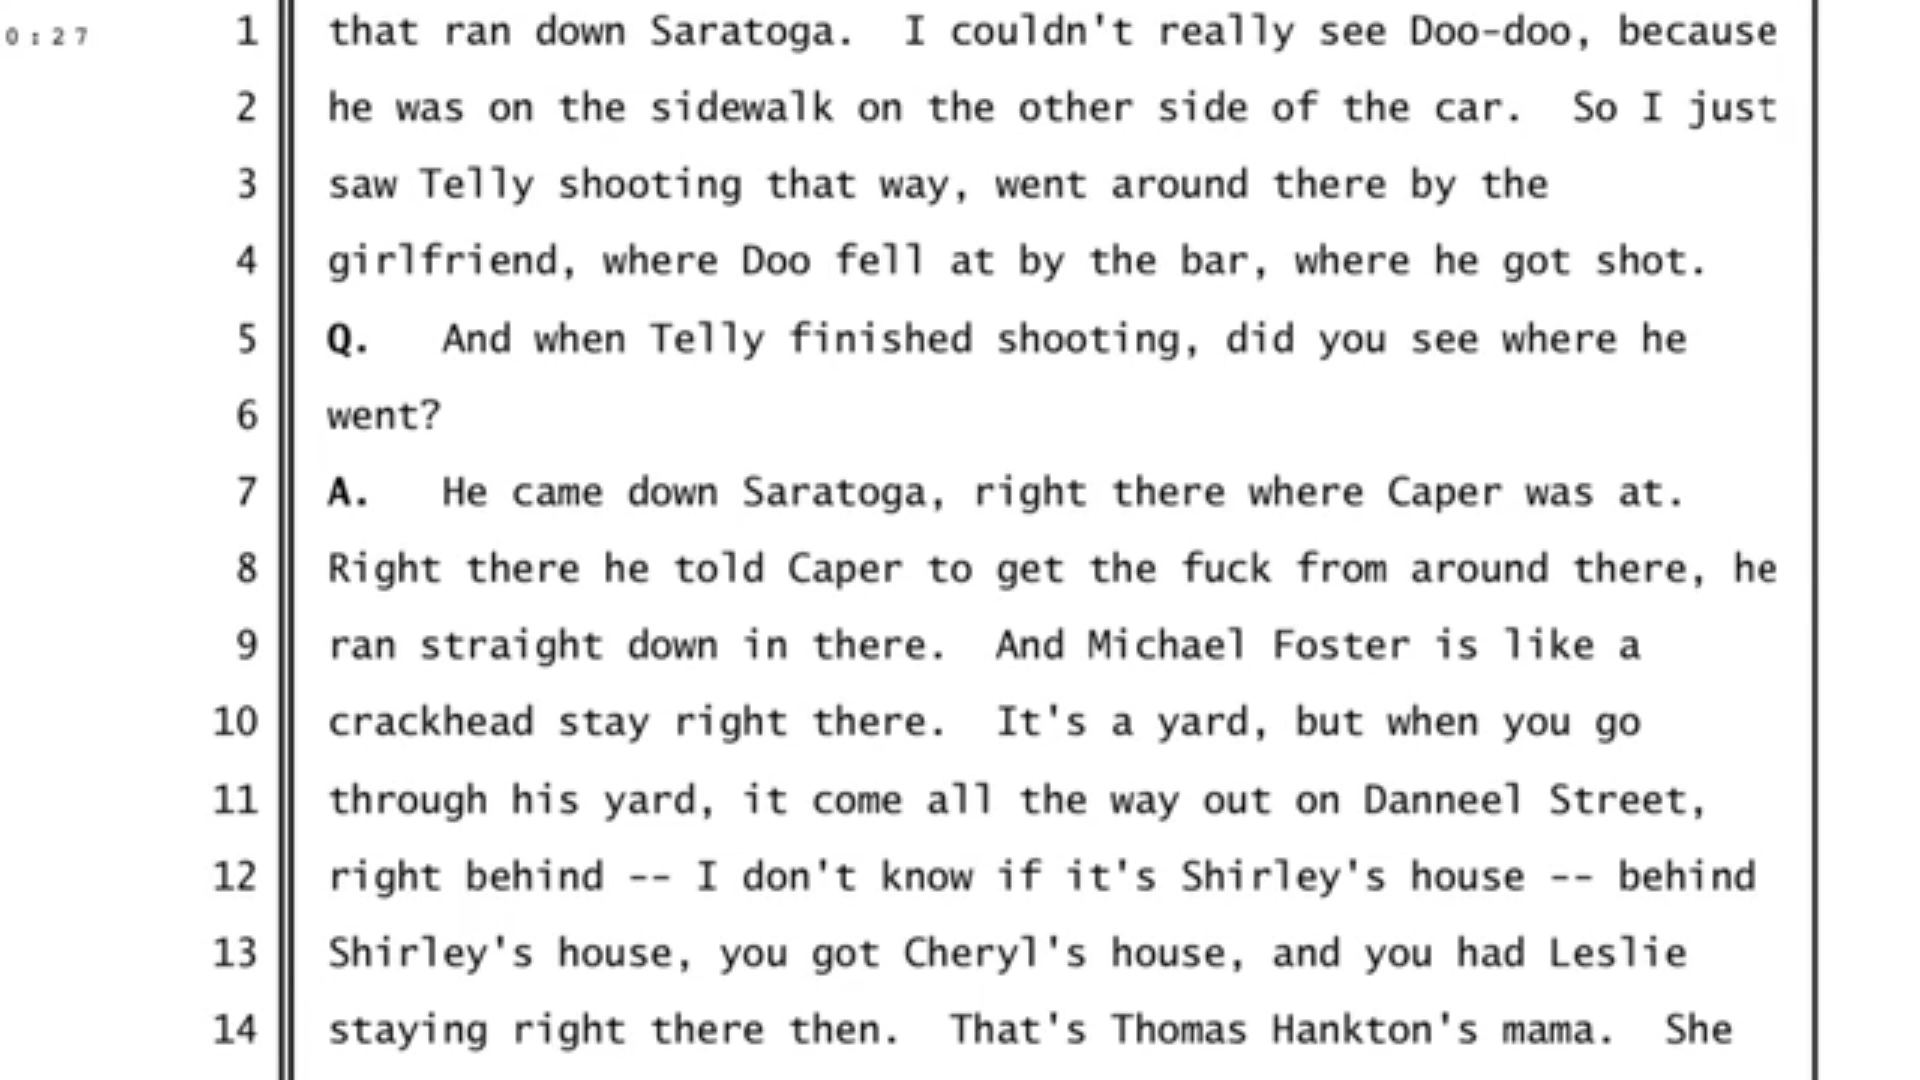 0:27
1 that ran down Saratoga.  I couldn't really see Doo-doo, because
2 he was on the sidewalk on the other side of the car.  So I just
3 saw Telly shooting that way, went around there by the
4 girlfriend, where Doo fell at by the bar, where he got shot.
5 Q.   And when Telly finished shooting, did you see where he
6 went?
7 A.   He came down Saratoga, right there where Caper was at.
8 Right there he told Caper to get the fuck from around there, he
9 ran straight down in there.  And Michael Foster is like a
10 crackhead stay right there.  It's a yard, but when you go
11 through his yard, it come all the way out on Danneel Street,
12 right behind -- I don't know if it's Shirley's house -- behind
13 Shirley's house, you got Cheryl's house, and you had Leslie
14 staying right there then.  That's Thomas Hankton's mama.  She